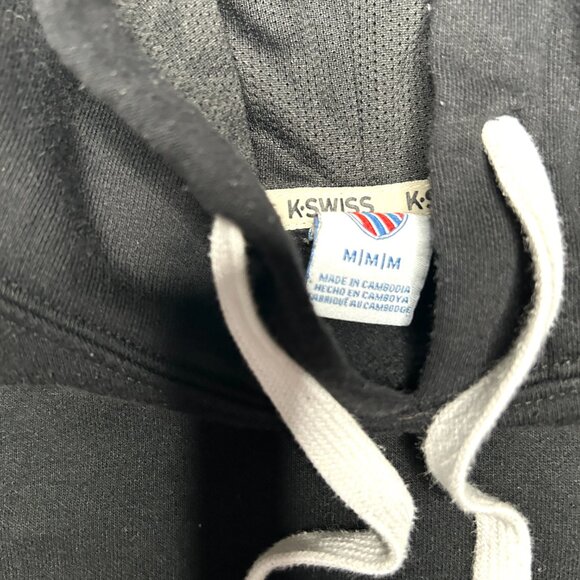 K·SWISS K·S
M|M|M
MADE IN CAMBODIA
HECHO EN CAMBOYA
FABRIQUÉ AU CAMBODGE